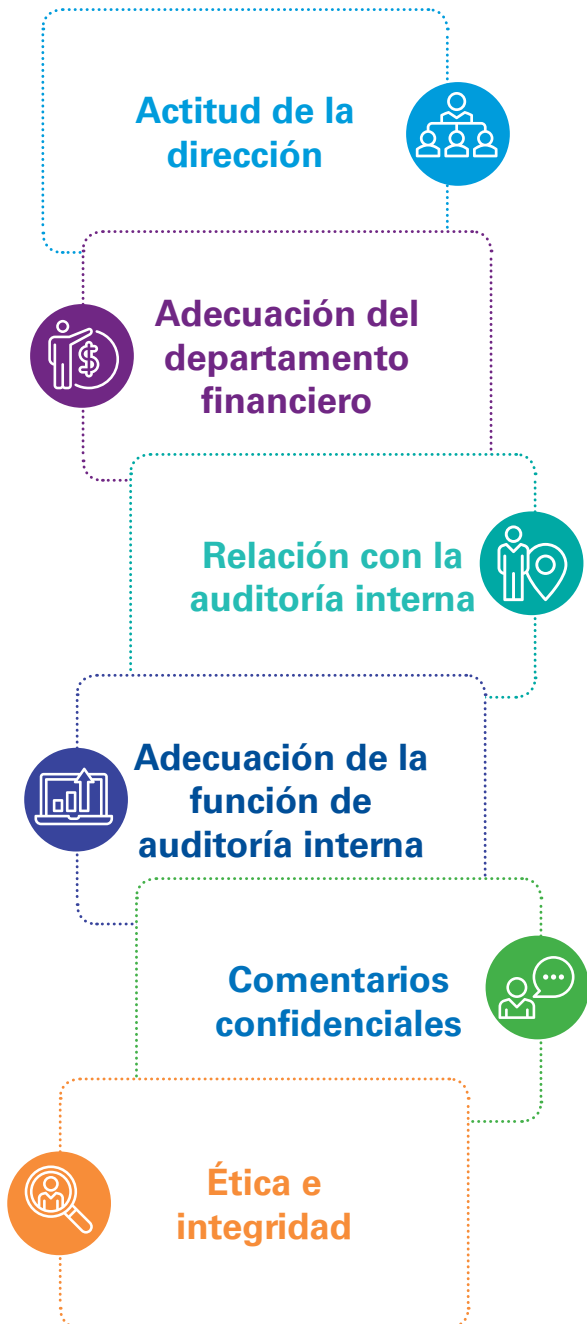 Actitud de la
dirección
Adecuación del
departamento
financiero
$
Relación con la
auditoría interna
Adecuación de la
función de
auditoría interna
Comentarios
confidenciales
Ética e
integridad